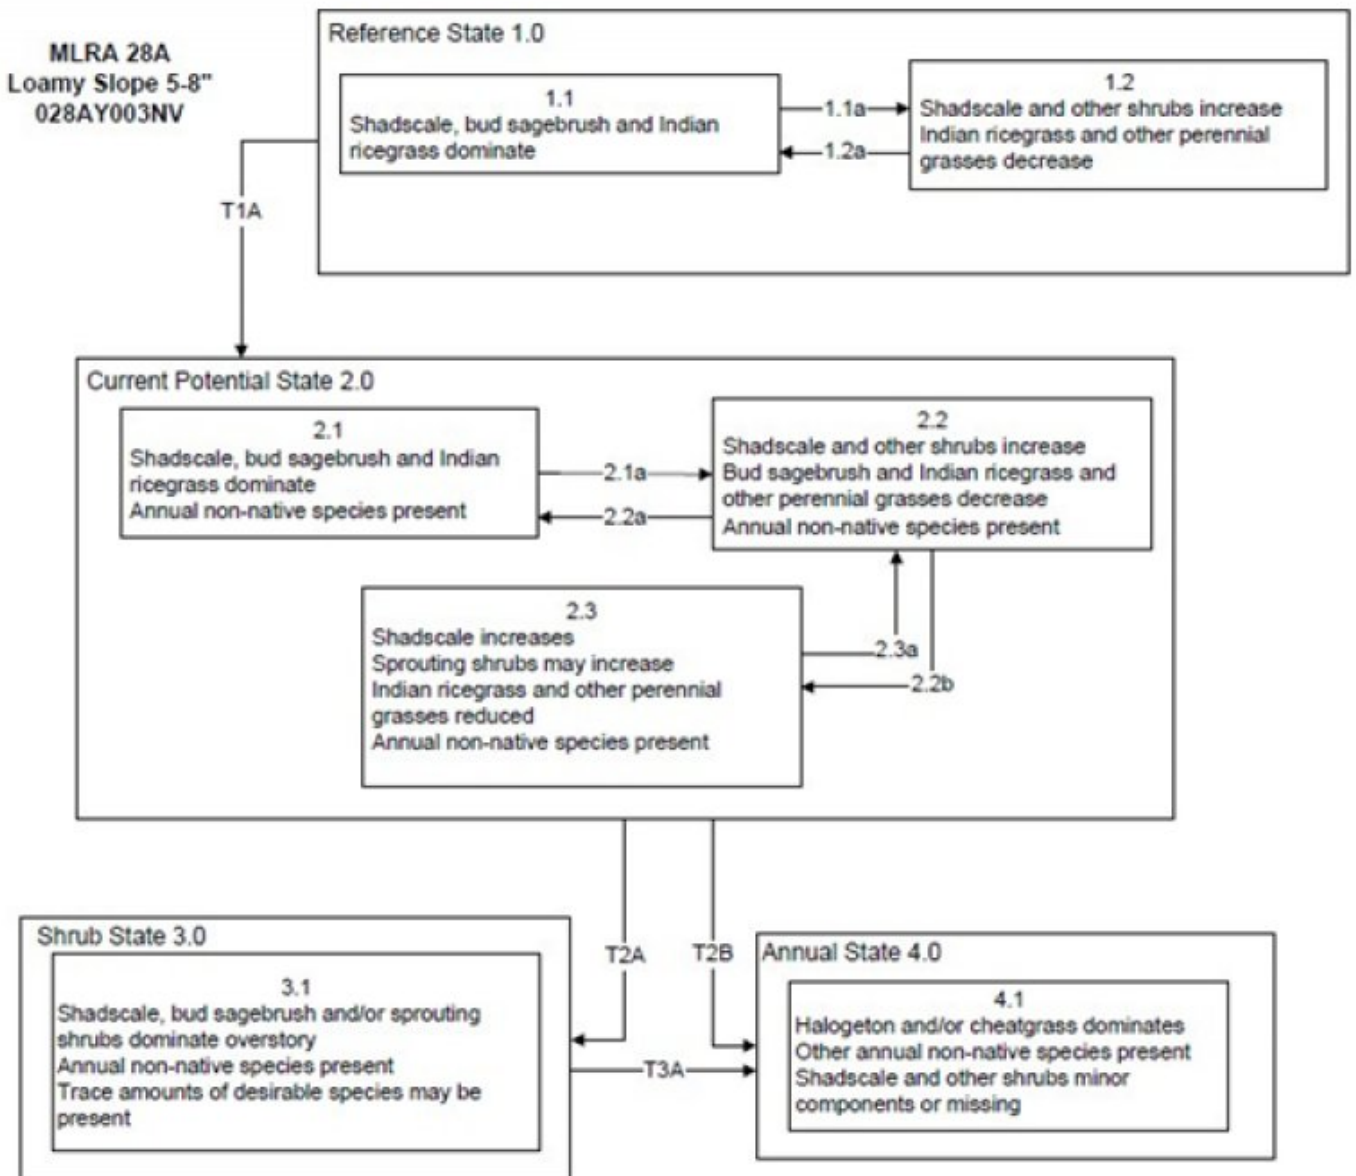 MLRA 28A
Loamy Slope 5-8"
028AY003NV
Reference State 1.0
1.1
Shadscale, bud sagebrush and Indian
ricegrass dominate
1.1a
1.2a
1.2
Shadscale and other shrubs increase
Indian ricegrass and other perennial
grasses decrease
T1A
Current Potential State 2.0
2.1
Shadscale, bud sagebrush and Indian
ricegrass dominate
Annual non-native species present
2.1a
2.2a
2.2
Shadscale and other shrubs increase
Bud sagebrush and Indian ricegrass and
other perennial grasses decrease
Annual non-native species present
2.3
Shadscale increases
Sprouting shrubs may increase
Indian ricegrass and other perennial
grasses reduced
Annual non-native species present
2.3a
2.2b
T2A
T2B
Shrub State 3.0
3.1
Shadscale, bud sagebrush and/or sprouting
shrubs dominate overstory
Annual non-native species present
Trace amounts of desirable species may be
present
T3A
Annual State 4.0
4.1
Halogeton and/or cheatgrass dominates
Other annual non-native species present
Shadscale and other shrubs minor
components or missing